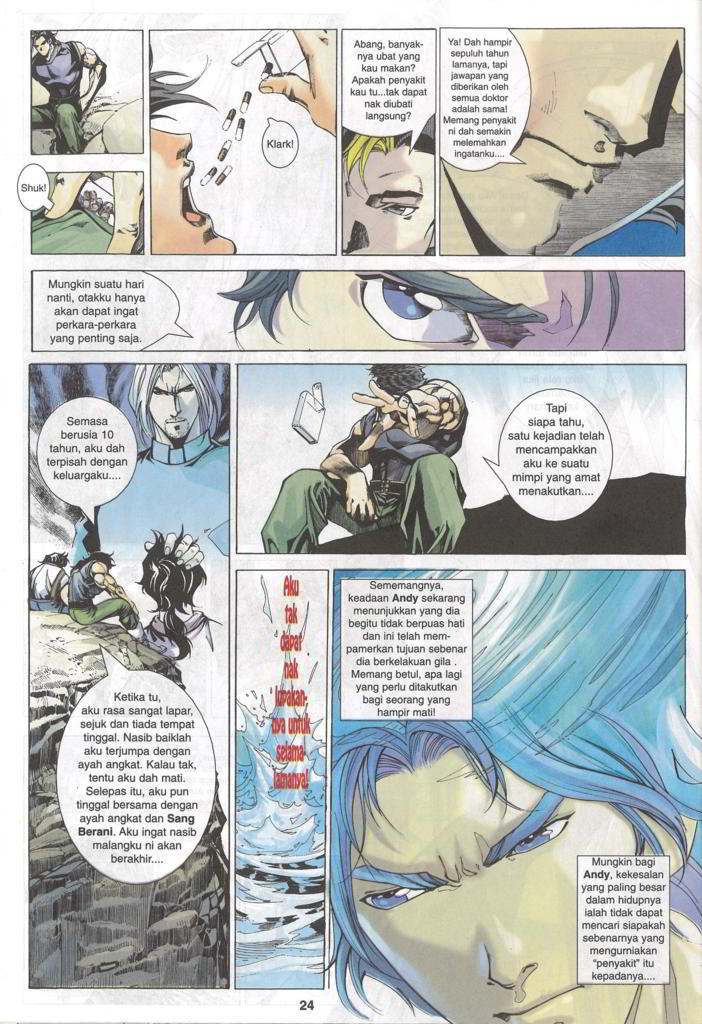 Shuk!
Klark!
Abang, banyak-
nya ubat yang
kau makan?
Apakah penyakit
kau tu...tak dapat
nak diubati
langsung?
Ya! Dah hampir
sepuluh tahun
lamanya, tapi
jawapan yang
diberikan oleh
semua doktor
adalah sama!
Memang penyakit
ni dah semakin
melemahkan
ingatanku....
Mungkin suatu hari
nanti, otakku hanya
akan dapat ingat
perkara-perkara
yang penting saja.
Semasa
berusia 10
tahun, aku dah
terpisah dengan
keluargaku....
Tapi
siapa tahu,
satu kejadian telah
mencampakkan
aku ke suatu
mimpi yang amat
menakutkan....
Ketika tu,
aku rasa sangat lapar,
sejuk dan tiada tempat
tinggal. Nasib baiklah
aku terjumpa dengan
ayah angkat. Kalau tak,
tentu aku dah mati.
Selepas itu, aku pun
tinggal bersama dengan
ayah angkat dan Sang
Berani. Aku ingat nasib
malangku ni akan
berakhir....
Aku
tak
dapat
nak
lupakan-
nya untuk
selama-
lamanya!
Sememangnya,
keadaan Andy sekarang
menunjukkan yang dia
begitu tidak berpuas hati
dan ini telah mem-
pamerkan tujuan sebenar
dia berkelakuan gila .
Memang betul, apa lagi
yang perlu ditakutkan
bagi seorang yang
hampir mati!
Mungkin bagi
Andy, kekesalan
yang paling besar
dalam hidupnya
ialah tidak dapat
mencari siapakah
sebenarnya yang
mengurniakan
"penyakit" itu
kepadanya....
24